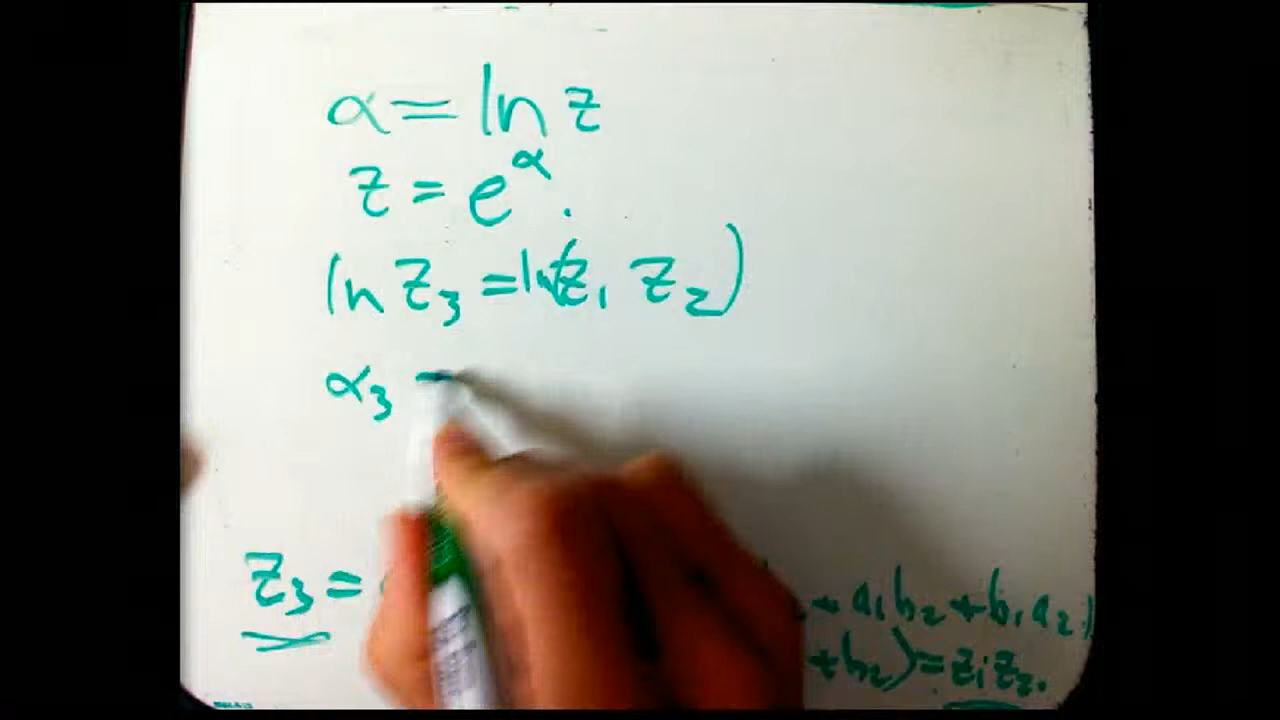 α = ln z
z = e^α.
ln z₃ = ln(z₁ z₂)
α₃ =
z₃ = a₁b₂ + b₁a₂.)
+b₂) = z₁z₂.